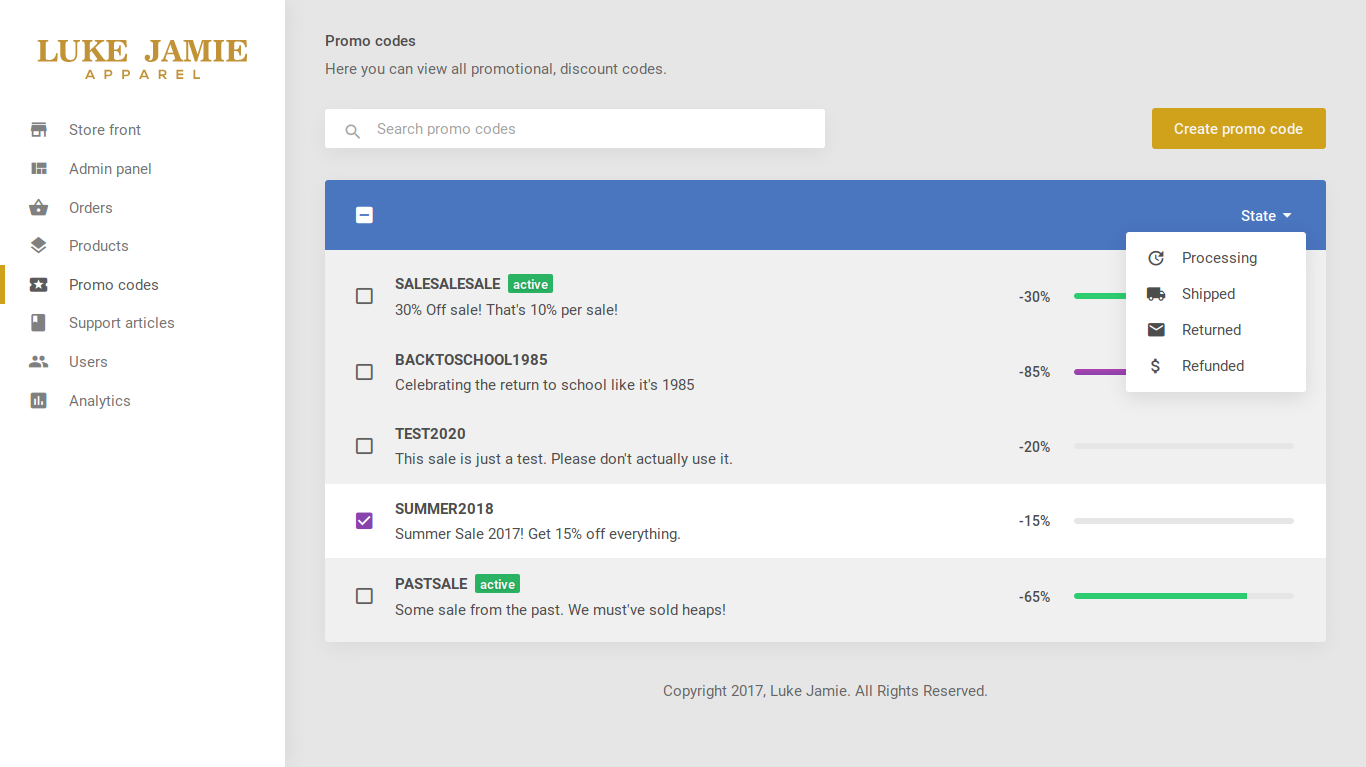 LUKE JAMIE
APPAREL
Store front
Admin panel
Orders
Products
Promo codes
Support articles
Users
Analytics
Promo codes
Here you can view all promotional, discount codes.
Search promo codes
Create promo code
State
Processing
Shipped
Returned
Refunded
SALESALESALE active
30% Off sale! That's 10% per sale!
-30%
BACKTOSCHOOL1985
Celebrating the return to school like it's 1985
-85%
TEST2020
This sale is just a test. Please don't actually use it.
-20%
SUMMER2018
Summer Sale 2017! Get 15% off everything.
-15%
PASTSALE active
Some sale from the past. We must've sold heaps!
-65%
Copyright 2017, Luke Jamie. All Rights Reserved.